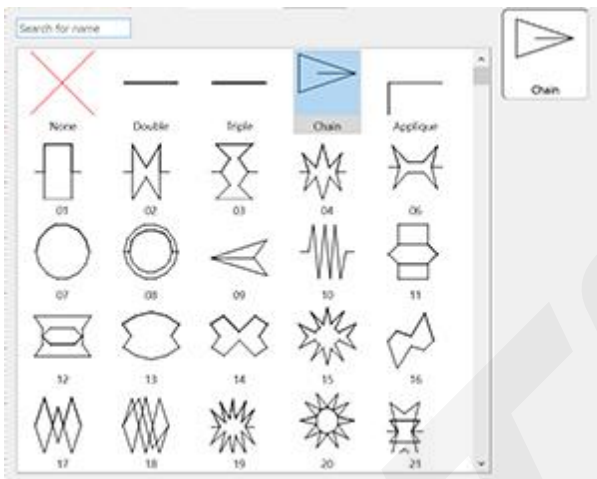 Search for name
None Double Triple Chain Applique
01 02 03 04 06
07 08 09 10 11
12 13 14 15 16
17 18 19 20 21
Chain